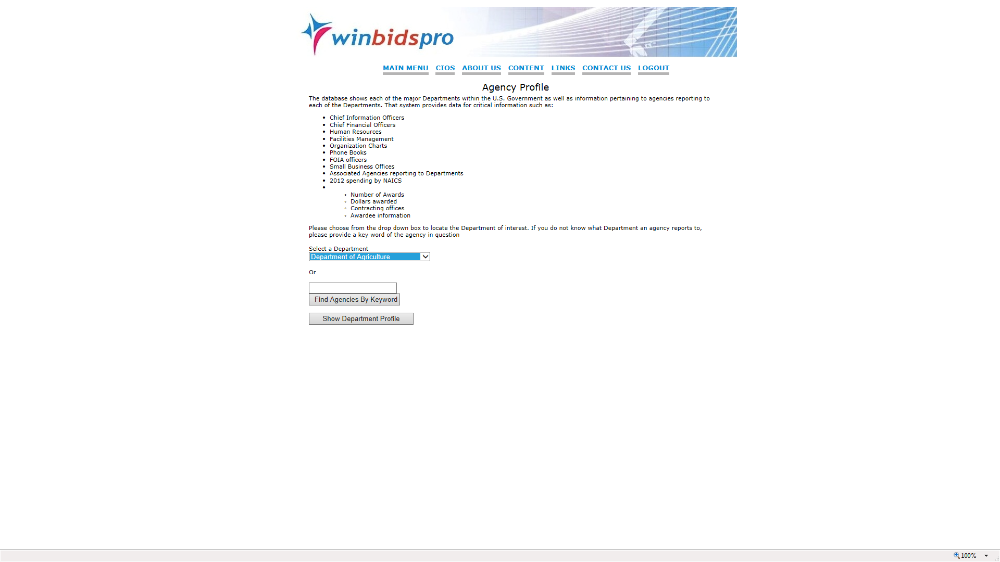 winbidspro
MAIN MENU CIOS ABOUT US CONTENT LINKS CONTACT US LOGOUT
Agency Profile
The database shows each of the major Departments within the U.S. Government as well as information pertaining to agencies reporting to
each of the Departments. That system provides data for critical information such as:
Chief Information Officers
Chief Financial Officers
Human Resources
Facilities Management
Organization Charts
Phone Books
FOIA officers
Small Business Offices
Associated Agencies reporting to Departments
2012 spending by NAICS
Number of Awards
Dollars awarded
Contracting offices
Awardee information
Please choose from the drop down box to locate the Department of interest. If you do not know what Department an agency reports to,
please provide a key word of the agency in question
Select a Department
Department of Agriculture
Or
Find Agencies By Keyword
Show Department Profile
100%